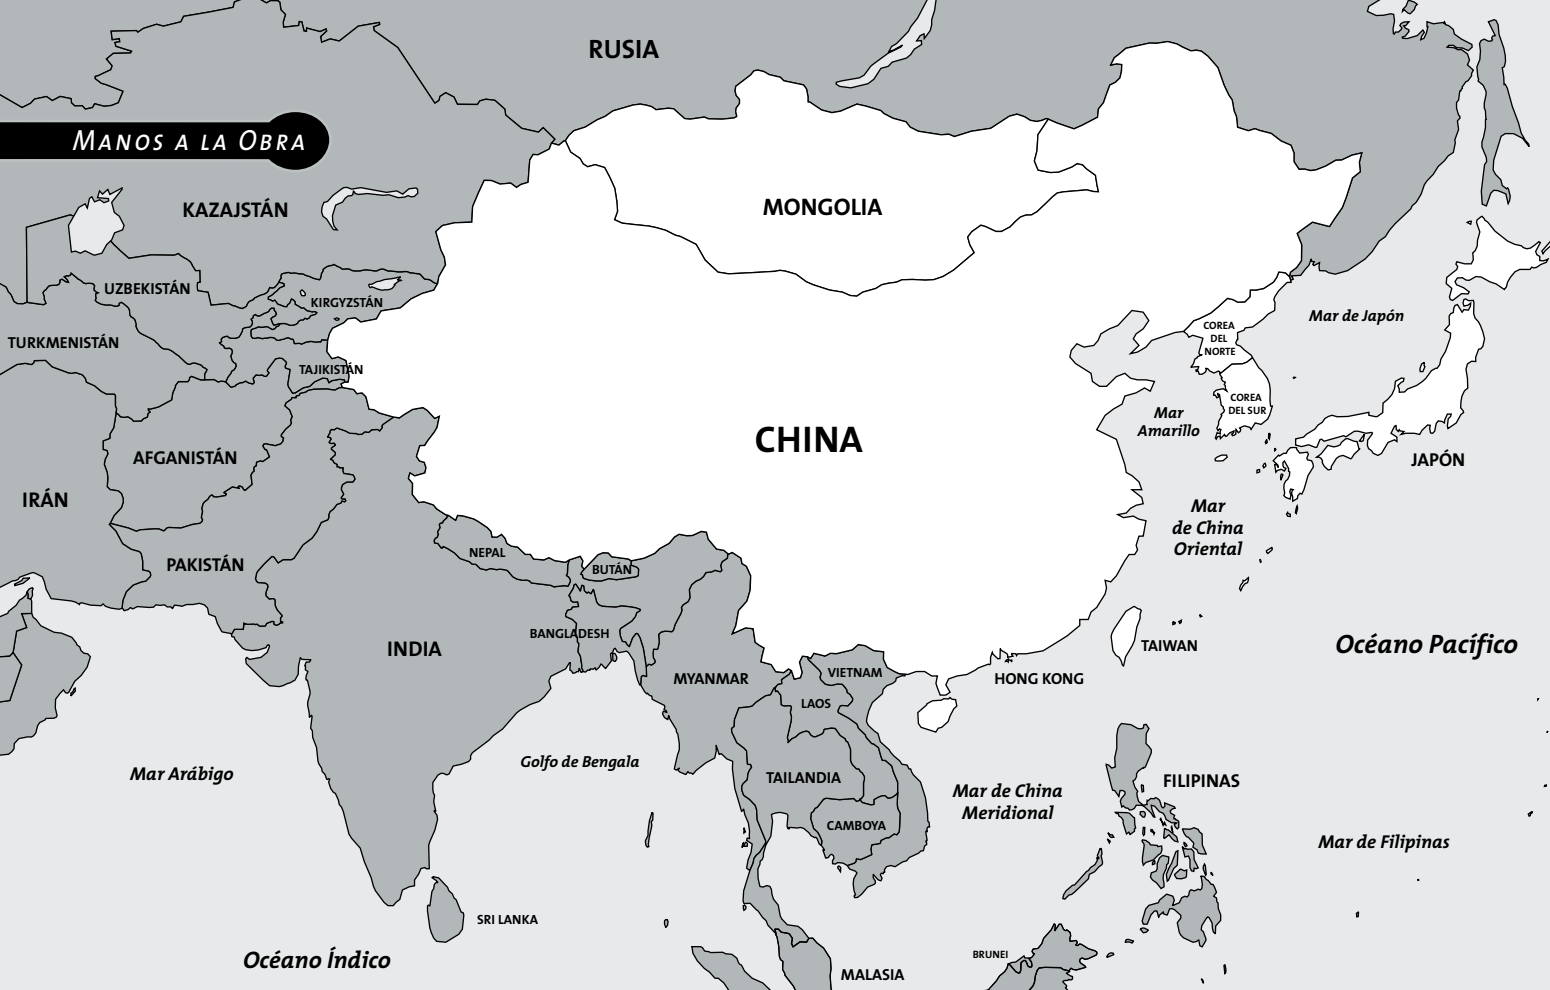 RUSIA
MANOS A LA OBRA
KAZAJSTÁN
MONGOLIA
UZBEKISTÁN
KIRGYZSTÁN
Mar de Japón
COREA
DEL
NORTE
TURKMENISTÁN
TAJIKISTÁN
COREA
DEL SUR
Mar
Amarillo
CHINA
AFGANISTÁN
JAPÓN
IRÁN
Mar
de China
Oriental
NEPAL
PAKISTÁN
BUTÁN
BANGLADESH
INDIA
TAIWAN
Océano Pacífico
MYANMAR
VIETNAM
HONG KONG
LAOS
Golfo de Bengala
Mar Arábigo
TAILANDIA
FILIPINAS
Mar de China
Meridional
CAMBOYA
Mar de Filipinas
SRI LANKA
Océano Índico
BRUNEI
MALASIA